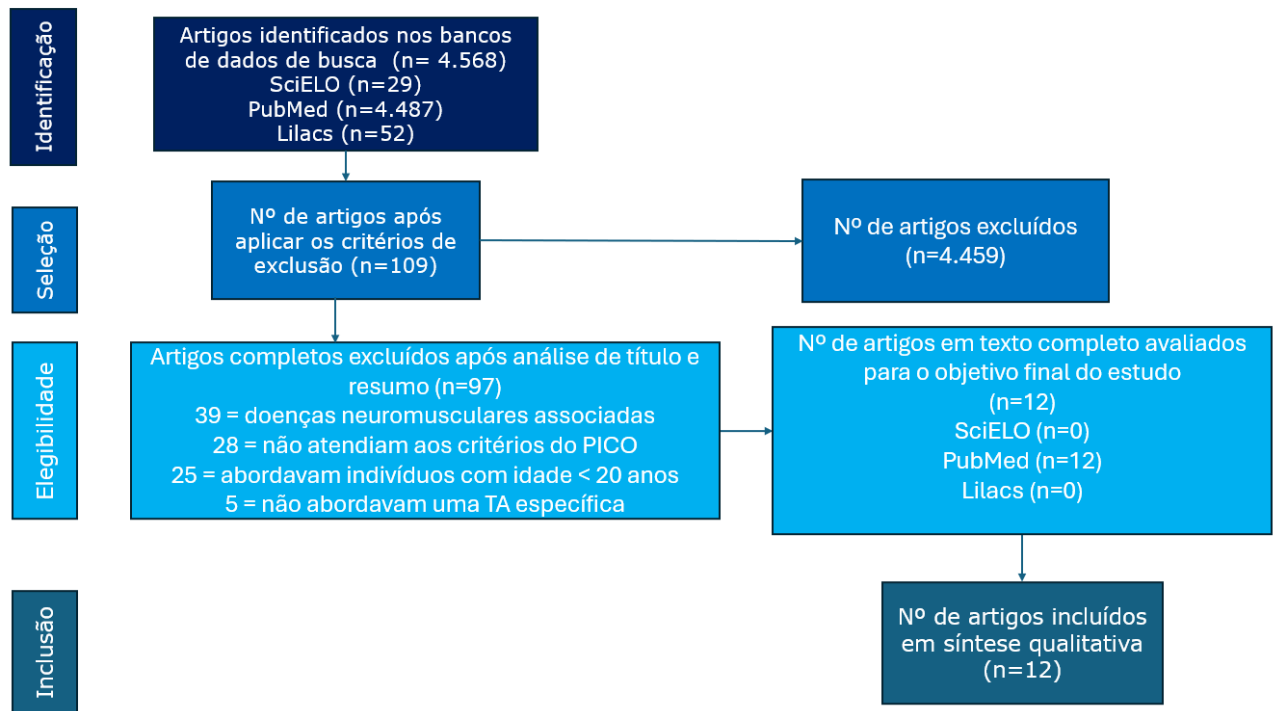 Identificação
Artigos identificados nos bancos
de dados de busca (n= 4.568)
SciELO (n=29)
PubMed (n=4.487)
Lilacs (n=52)
Seleção
Nº de artigos após
aplicar os critérios de
exclusão (n=109)
Nº de artigos excluídos
(n=4.459)
Elegibilidade
Artigos completos excluídos após análise de título e
resumo (n=97)
39 = doenças neuromusculares associadas
28 = não atendiam aos critérios do PICO
25 = abordavam indivíduos com idade < 20 anos
5 = não abordavam uma TA específica
Nº de artigos em texto completo avaliados
para o objetivo final do estudo
(n=12)
SciELO (n=0)
PubMed (n=12)
Lilacs (n=0)
Inclusão
Nº de artigos incluídos
em síntese qualitativa
(n=12)